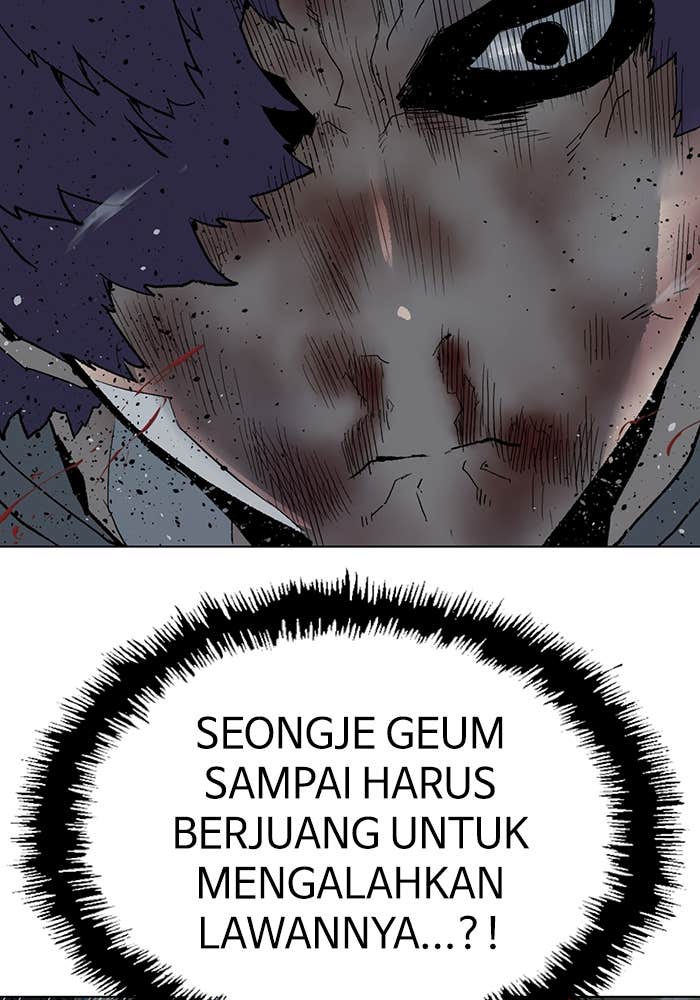 SEONGJE GEUM
SAMPAI HARUS
BERJUANG UNTUK
MENGALAHKAN
LAWANNYA...?!